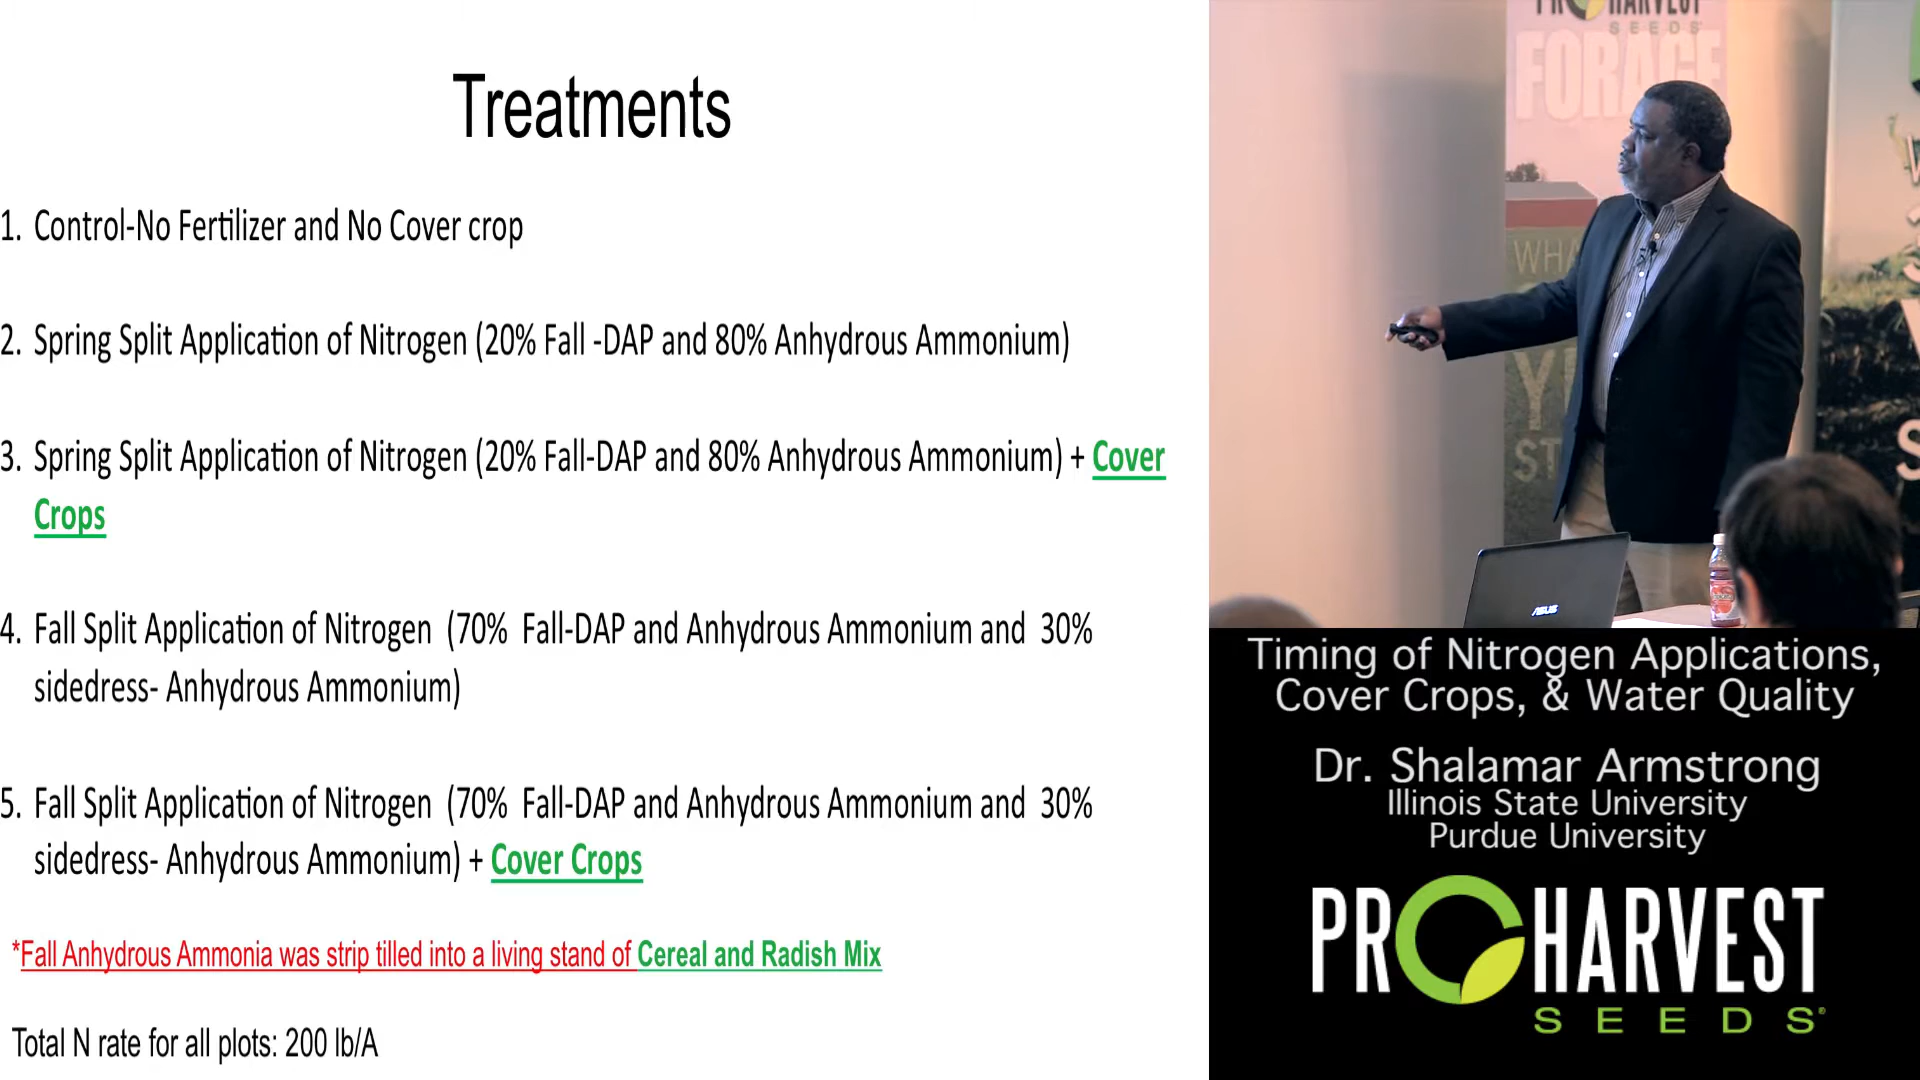 Treatments
1. Control-No Fertilizer and No Cover crop
2. Spring Split Application of Nitrogen (20% Fall -DAP and 80% Anhydrous Ammonium)
3. Spring Split Application of Nitrogen (20% Fall-DAP and 80% Anhydrous Ammonium) + Cover
Crops
4. Fall Split Application of Nitrogen (70% Fall-DAP and Anhydrous Ammonium and 30%
sidedress- Anhydrous Ammonium)
5. Fall Split Application of Nitrogen (70% Fall-DAP and Anhydrous Ammonium and 30%
sidedress- Anhydrous Ammonium) + Cover Crops
*Fall Anhydrous Ammonia was strip tilled into a living stand of Cereal and Radish Mix
Total N rate for all plots: 200 lb/A
PROHARVEST
SEEDS
FORAGE
WHA
Y
ST
ASUS
Timing of Nitrogen Applications,
Cover Crops, & Water Quality
Dr. Shalamar Armstrong
Illinois State University
Purdue University
PROHARVEST
SEEDS®